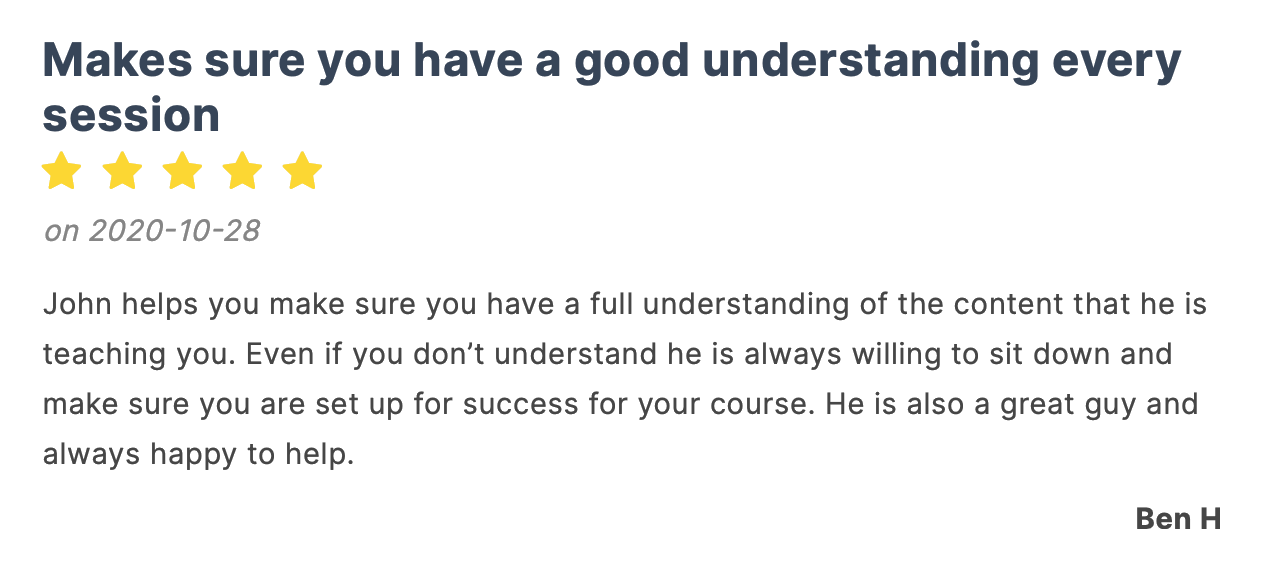 Makes sure you have a good understanding every
session
on 2020-10-28
John helps you make sure you have a full understanding of the content that he is
teaching you. Even if you don’t understand he is always willing to sit down and
make sure you are set up for success for your course. He is also a great guy and
always happy to help.
Ben H